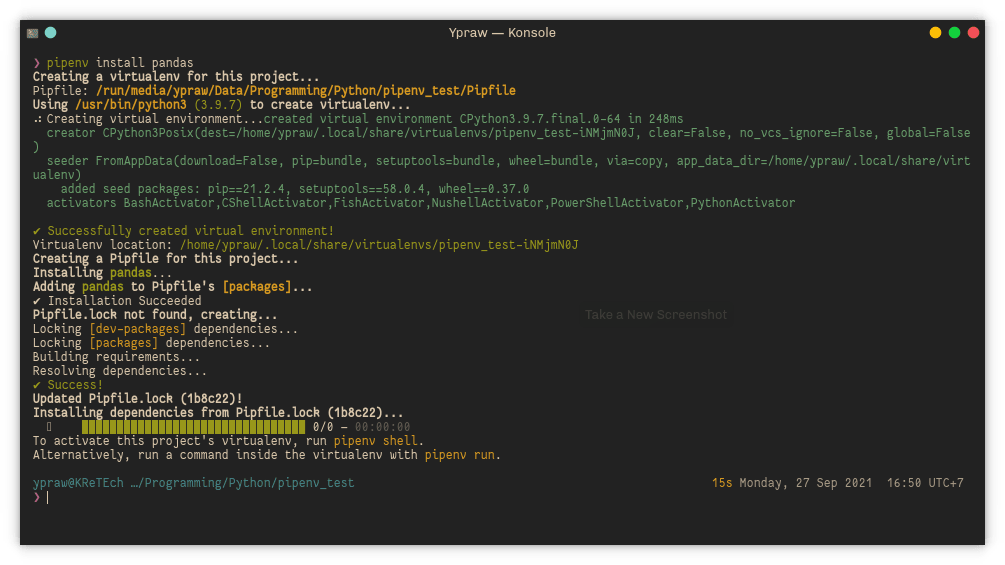 Ypraw — Konsole
❯ pipenv install pandas
Creating a virtualenv for this project...
Pipfile: /run/media/ypraw/Data/Programming/Python/pipenv_test/Pipfile
Using /usr/bin/python3 (3.9.7) to create virtualenv...
⠴ Creating virtual environment...created virtual environment CPython3.9.7.final.0-64 in 248ms
  creator CPython3Posix(dest=/home/ypraw/.local/share/virtualenvs/pipenv_test-iNMjmN0J, clear=False, no_vcs_ignore=False, global=False
)
  seeder FromAppData(download=False, pip=bundle, setuptools=bundle, wheel=bundle, via=copy, app_data_dir=/home/ypraw/.local/share/virt
ualenv)
    added seed packages: pip==21.2.4, setuptools==58.0.4, wheel==0.37.0
  activators BashActivator,CShellActivator,FishActivator,NushellActivator,PowerShellActivator,PythonActivator
✔ Successfully created virtual environment!
Virtualenv location: /home/ypraw/.local/share/virtualenvs/pipenv_test-iNMjmN0J
Creating a Pipfile for this project...
Installing pandas...
Adding pandas to Pipfile's [packages]...
✔ Installation Succeeded
Pipfile.lock not found, creating...
Take a New Screenshot
Locking [dev-packages] dependencies...
Locking [packages] dependencies...
Building requirements...
Resolving dependencies...
✔ Success!
Updated Pipfile.lock (1b8c22)!
Installing dependencies from Pipfile.lock (1b8c22)...
0/0 — 00:00:00
To activate this project's virtualenv, run pipenv shell.
Alternatively, run a command inside the virtualenv with pipenv run.
ypraw@KReTEch …/Programming/Python/pipenv_test 15s Monday, 27 Sep 2021 16:50 UTC+7
❯